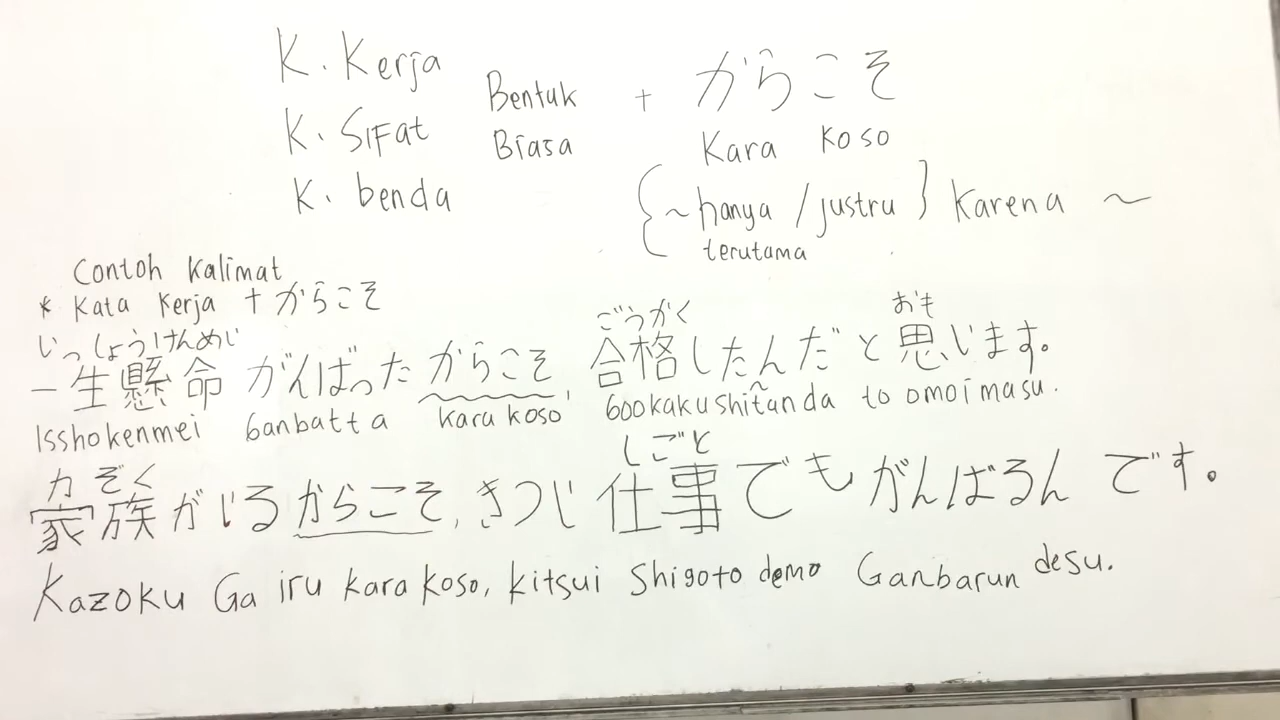 K. Kerja
K. Sifat Bentuk Biasa + からこそ
Kara Koso
K. benda
{~ hanya / justru } Karena ~
terutama
Contoh Kalimat
* Kata Kerja + からこそ
いっしょうけんめい ごうかく おも
一生懸命 がんばった からこそ, 合格したんだ と 思います。
Isshokenmei Ganbatta Kara Koso Gookakushitanda to omoimasu.
かぞく しごと
家族がいるからこそ, きつい 仕事でも がんばるん です。
Kazoku Ga iru Kara Koso, Kitsui Shigoto demo Ganbarun desu.